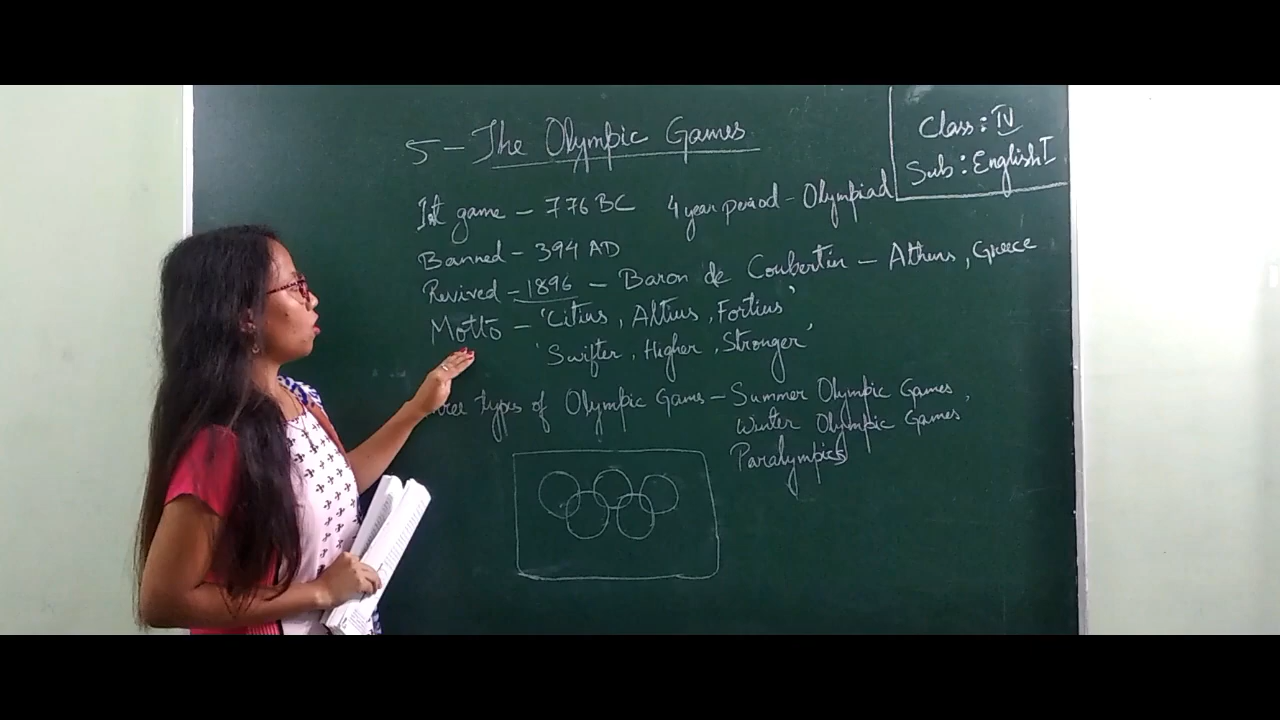 5 - The Olympic Games
Class : IV
Sub : English I
1st game - 776 BC 4 year period - Olympiad
Banned - 394 AD
Revived - 1896 - Baron de Coubertin - Athens, Greece
Motto - 'Citius, Altius, Fortius'
'Swifter, Higher, Stronger'
types of Olympic Games - Summer Olympic Games,
Winter Olympic Games
Paralympics